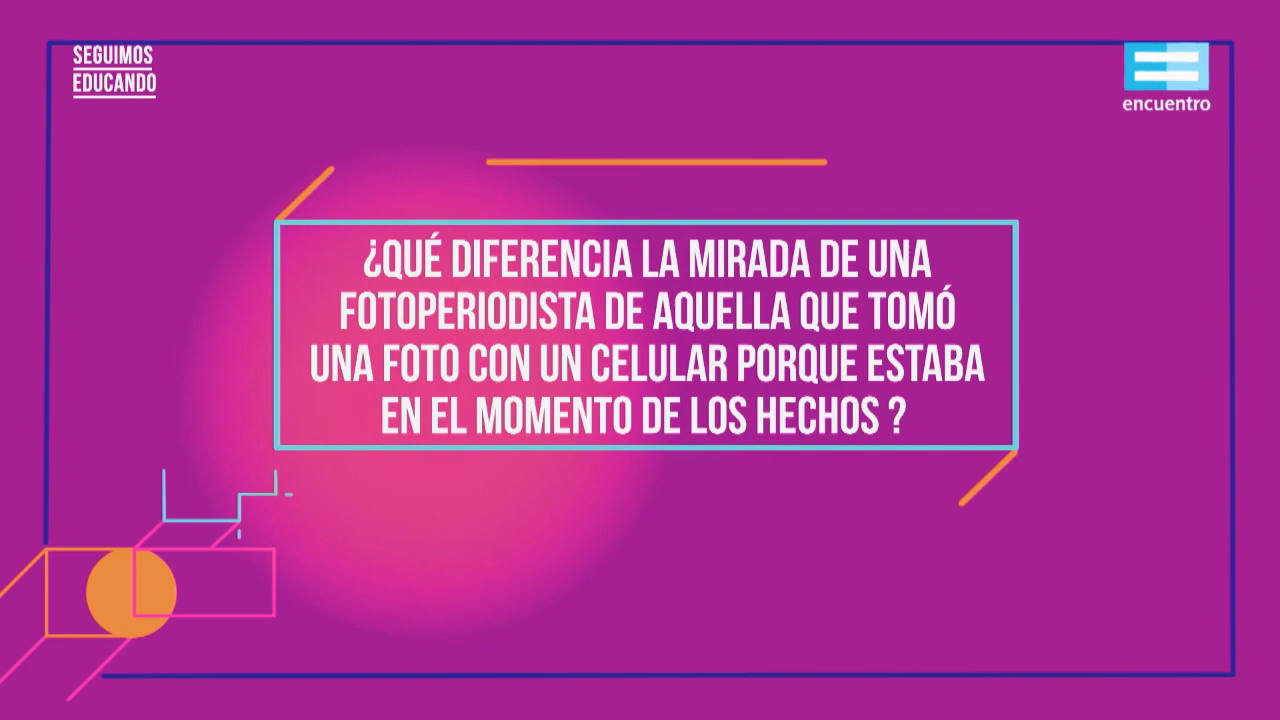 SEGUIMOS
EDUCANDO
encuentro
¿QUÉ DIFERENCIA LA MIRADA DE UNA
FOTOPERIODISTA DE AQUELLA QUE TOMÓ
UNA FOTO CON UN CELULAR PORQUE ESTABA
EN EL MOMENTO DE LOS HECHOS ?